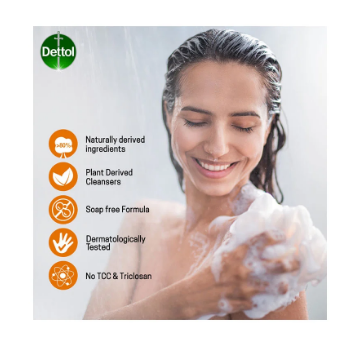 Dettol
>80%
Naturally derived
ingredients
Plant Derived
Cleansers
Soap free Formula
Dermatologically
Tested
No TCC & Triclosan